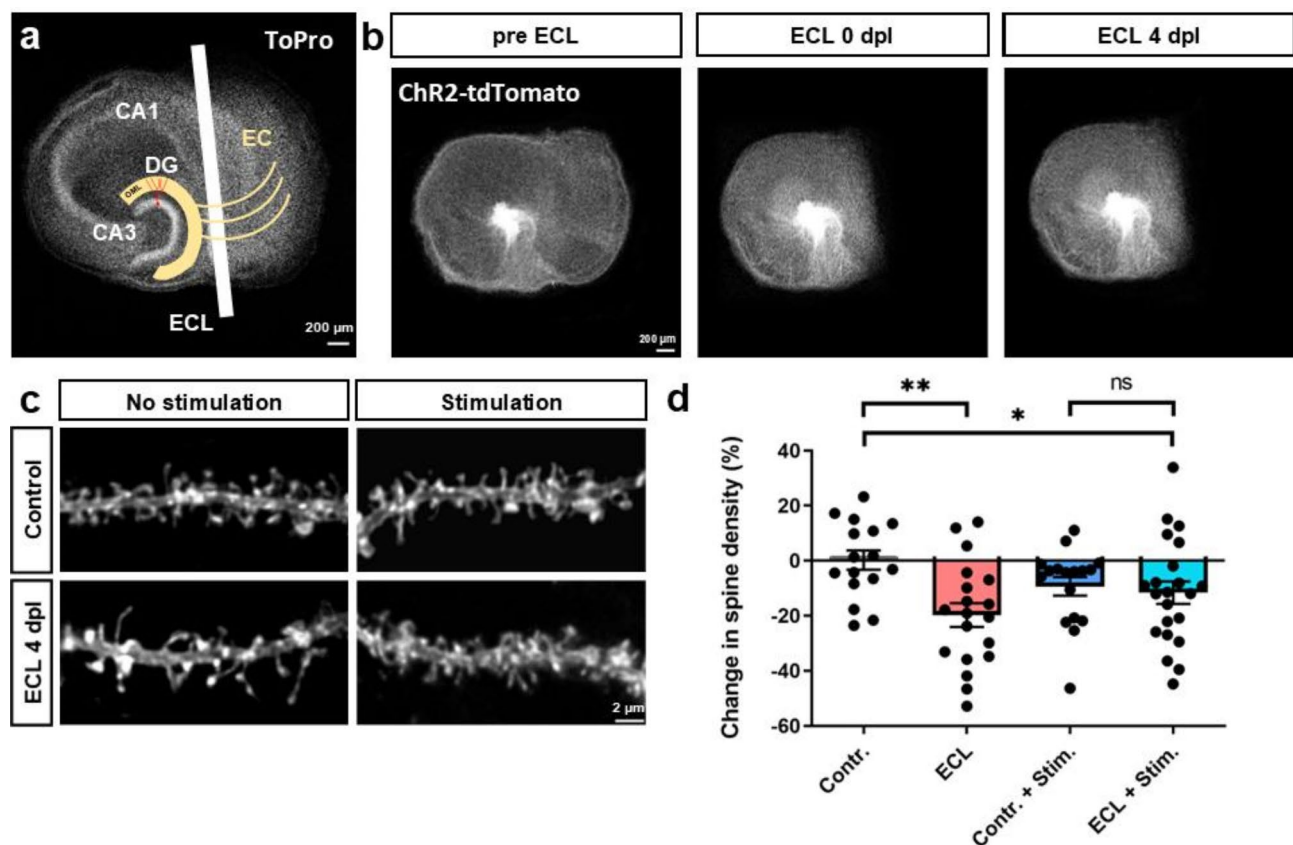 a
ToPro
CA1
EC
DG
OML
CA3
ECL
200 µm
b
pre ECL
ECL 0 dpl
ECL 4 dpl
ChR2-tdTomato
200 µm
c
No stimulation
Stimulation
Control
ECL 4 dpl
2 µm
d
**
ns
*
Change in spine density (%)
40
20
0
-20
-40
-60
Contr.
ECL
Contr. + Stim.
ECL + Stim.